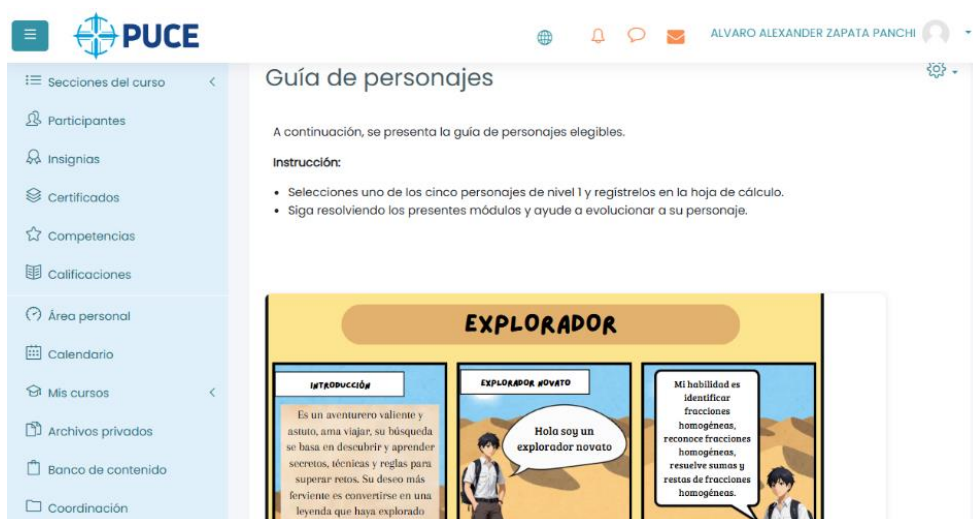 PUCE
ALVARO ALEXANDER ZAPATA PANCHI
Secciones del curso
Participantes
Insignias
Certificados
Competencias
Calificaciones
Área personal
Calendario
Mis cursos
Archivos privados
Banco de contenido
Coordinación
Guía de personajes
A continuación, se presenta la guía de personajes elegibles.
Instrucción:
• Selecciones uno de los cinco personajes de nivel 1 y regístrelos en la hoja de cálculo.
• Siga resolviendo los presentes módulos y ayude a evolucionar a su personaje.
EXPLORADOR
INTRODUCCIÓN
Es un aventurero valiente y
astuto, ama viajar, su búsqueda
se basa en descubrir y aprender
secretos, técnicas y reglas para
superar retos. Su deseo más
ferviente es convertirse en una
leyenda que haya explorado
EXPLORADOR NOVATO
Hola soy un
explorador novato
Mi habilidad es
identificar
fracciones
homogéneas,
reconoce fracciones
homogéneas,
resuelve sumas y
restas de fracciones
homogéneas.